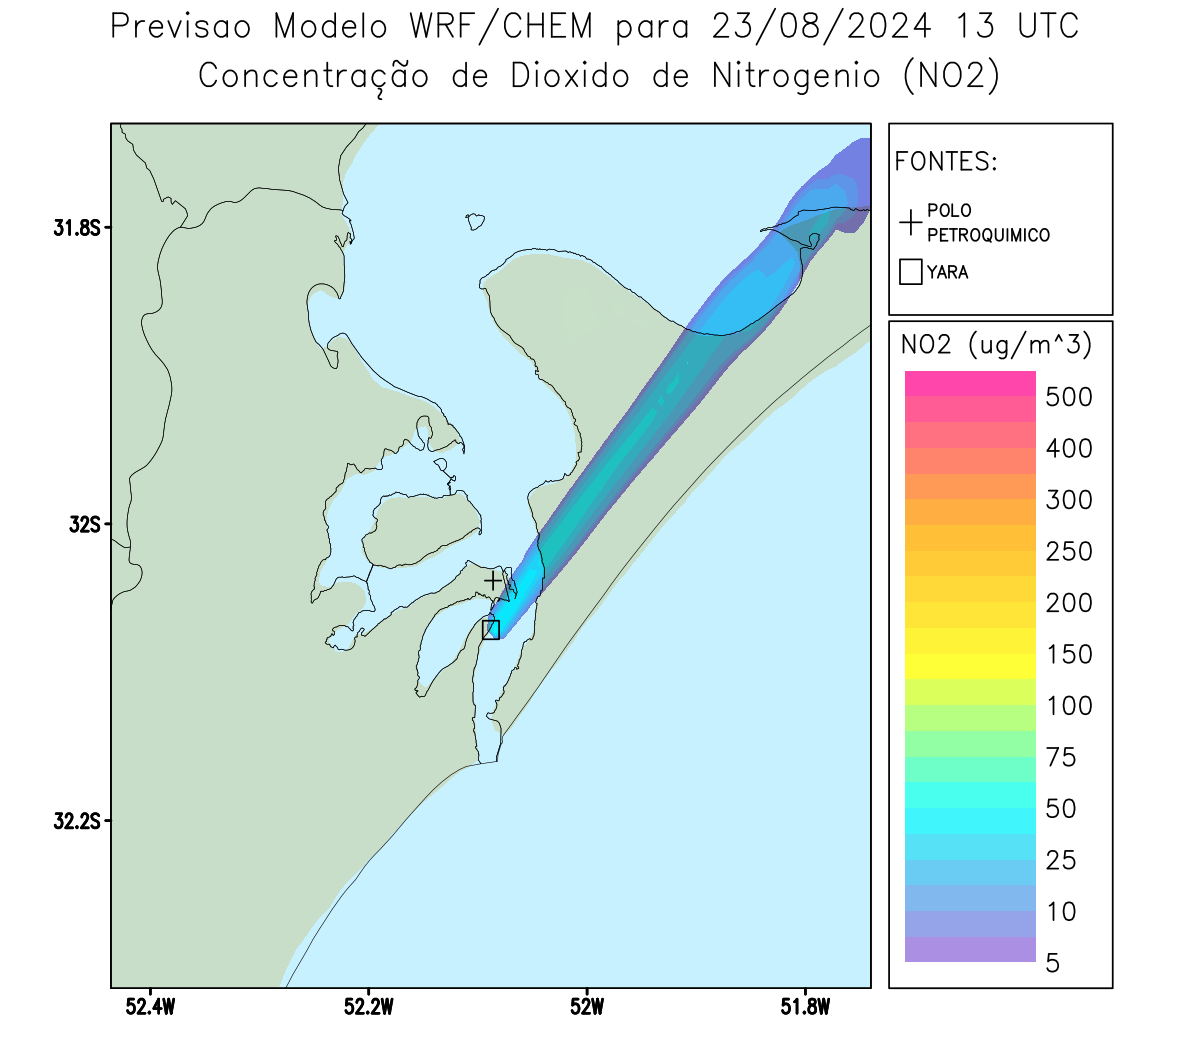 Previsao Modelo WRF/CHEM para 23/08/2024 13 UTC
Concentração de Dioxido de Nitrogenio (NO2)
FONTES:
POLO
PETROQUIMICO
YARA
NO2 (ug/m^3)
500
400
300
250
200
150
100
75
50
25
10
5
31.8S
32S
32.2S
52.4W
52.2W
52W
51.8W